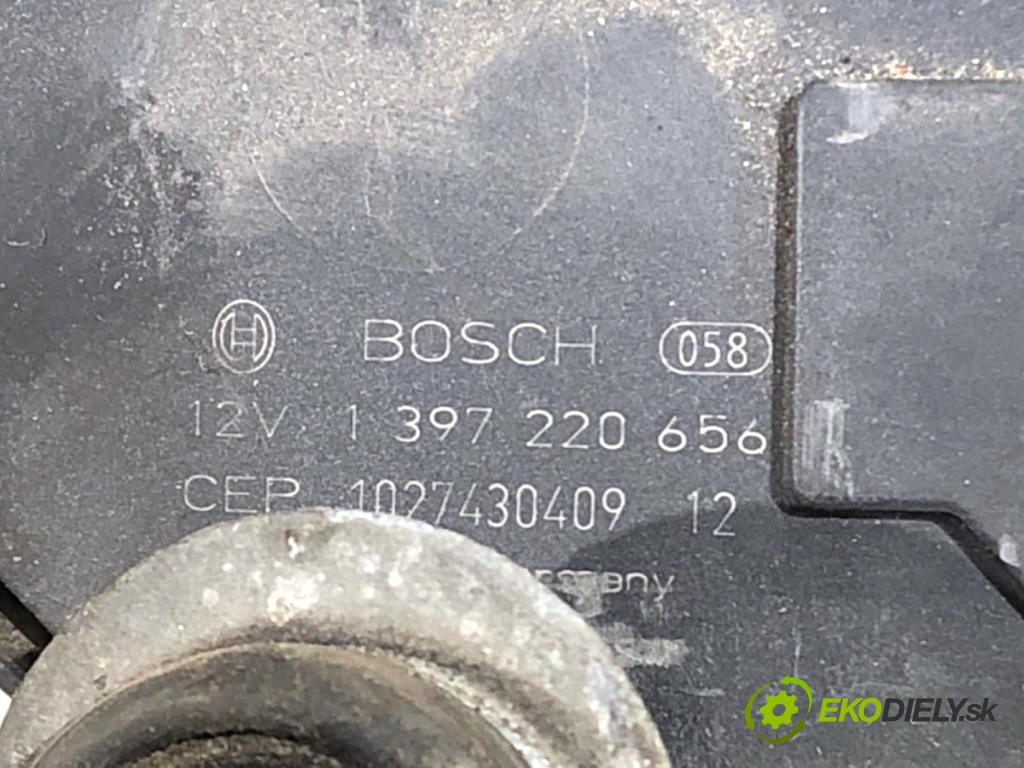 BOSCH 058
12V 1 397 220 656
CEP 1027430409 12
EKODIELY.sk